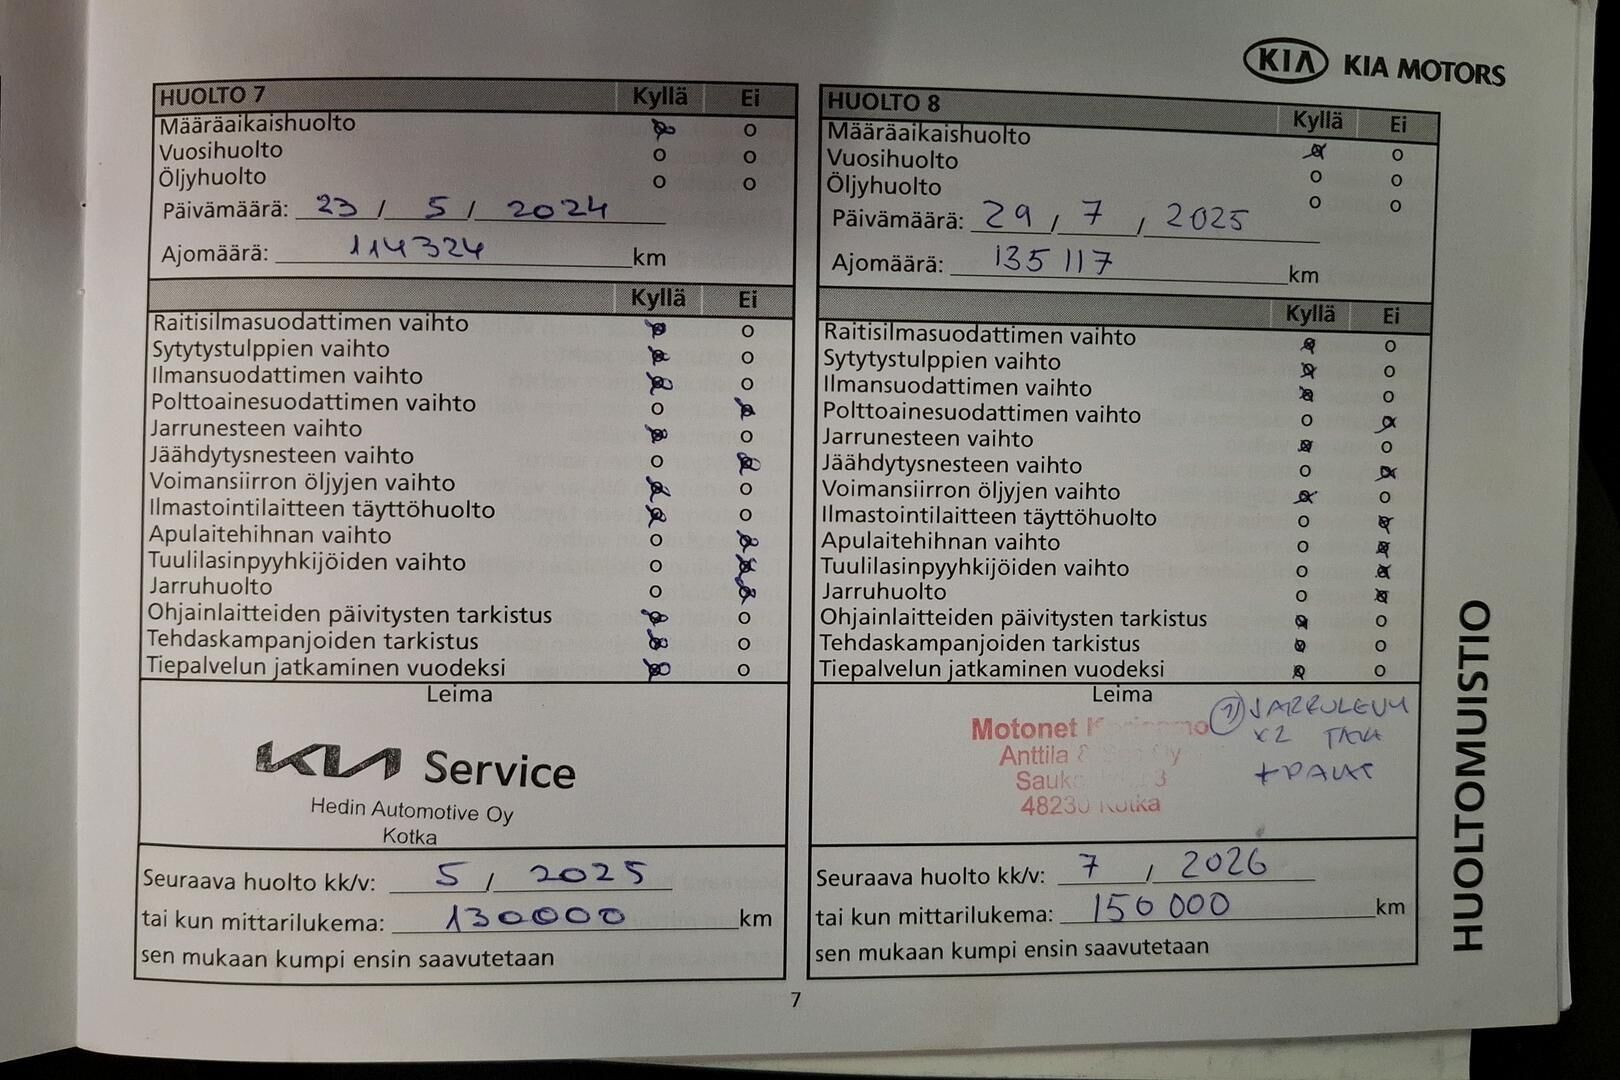 KIA KIA MOTORS
HUOLTO 7 Kyllä Ei
Määräaikaishuolto o o
Vuosihuolto o o
Öljyhuolto o o
Päivämäärä: 23 / 5 / 2024
Ajomäärä: 114324 km
Kyllä Ei
Raitisilmasuodattimen vaihto o o
Sytytystulppien vaihto o o
Ilmansuodattimen vaihto o o
Polttoainesuodattimen vaihto o o
Jarrunesteen vaihto o o
Jäähdytysnesteen vaihto o o
Voimansiirron öljyjen vaihto o o
Ilmastointilaitteen täyttöhuolto o o
Apulaitehihnan vaihto o o
Tuulilasinpyyhkijöiden vaihto o o
Jarruhuolto o o
Ohjainlaitteiden päivitysten tarkistus o o
Tehdaskampanjoiden tarkistus o o
Tiepalvelun jatkaminen vuodeksi o o
Leima
KIA Service
Hedin Automotive Oy
Kotka
Seuraava huolto kk/v: 5 / 2025
tai kun mittarilukema: 130000 km
sen mukaan kumpi ensin saavutetaan
HUOLTO 8 Kyllä Ei
Määräaikaishuolto o o
Vuosihuolto o o
Öljyhuolto o o
Päivämäärä: 29 / 7 / 2025
Ajomäärä: 135 117 km
Kyllä Ei
Raitisilmasuodattimen vaihto o o
Sytytystulppien vaihto o o
Ilmansuodattimen vaihto o o
Polttoainesuodattimen vaihto o o
Jarrunesteen vaihto o o
Jäähdytysnesteen vaihto o o
Voimansiirron öljyjen vaihto o o
Ilmastointilaitteen täyttöhuolto o o
Apulaitehihnan vaihto o o
Tuulilasinpyyhkijöiden vaihto o o
Jarruhuolto o o
Ohjainlaitteiden päivitysten tarkistus o o
Tehdaskampanjoiden tarkistus o o
Tiepalvelun jatkaminen vuodeksi o o
Leima
Motonet
Anttila Oy
48230 Kotka
1) JARRULEVY
x2 TAKA
+ PALAT
Seuraava huolto kk/v: 7 / 2026
tai kun mittarilukema: 150 000 km
sen mukaan kumpi ensin saavutetaan
HUOLTOMUISTIO
7